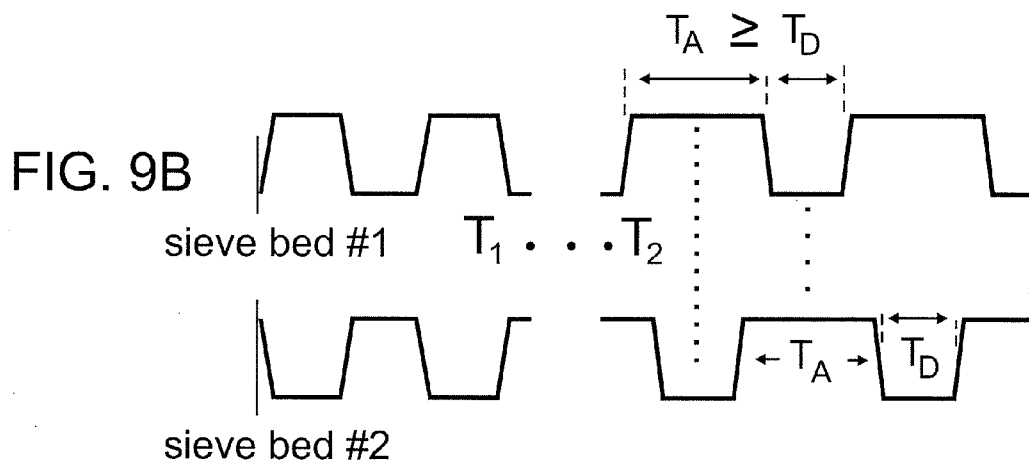 T_A ≥ T_D
FIG. 9B
sieve bed #1
T_1 . . . T_2
T_A
T_D
sieve bed #2